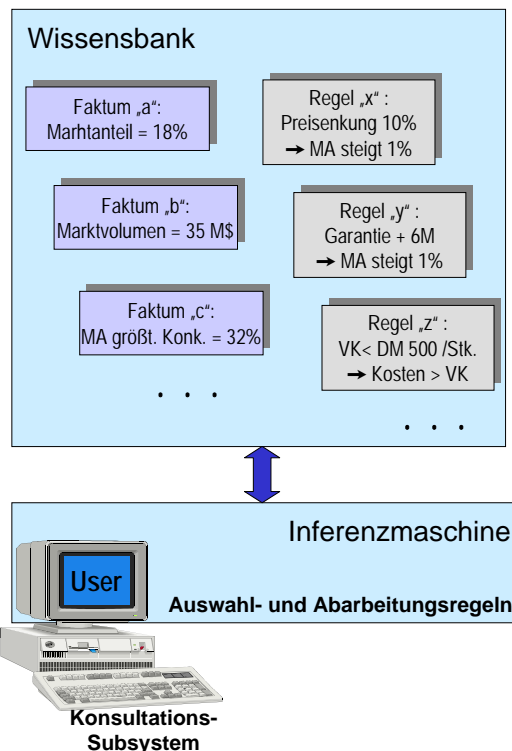 Wissensbank
Faktum „a“:
Marhtanteil = 18%
Regel „x“ :
Preisenkung 10%
→ MA steigt 1%
Faktum „b“:
Marktvolumen = 35 M$
Regel „y“ :
Garantie + 6M
→ MA steigt 1%
Faktum „c“:
MA größt. Konk. = 32%
Regel „z“ :
VK< DM 500 /Stk.
→ Kosten > VK
. . .
. . .
Inferenzmaschine
User
Auswahl- und Abarbeitungsregeln
Konsultations-
Subsystem